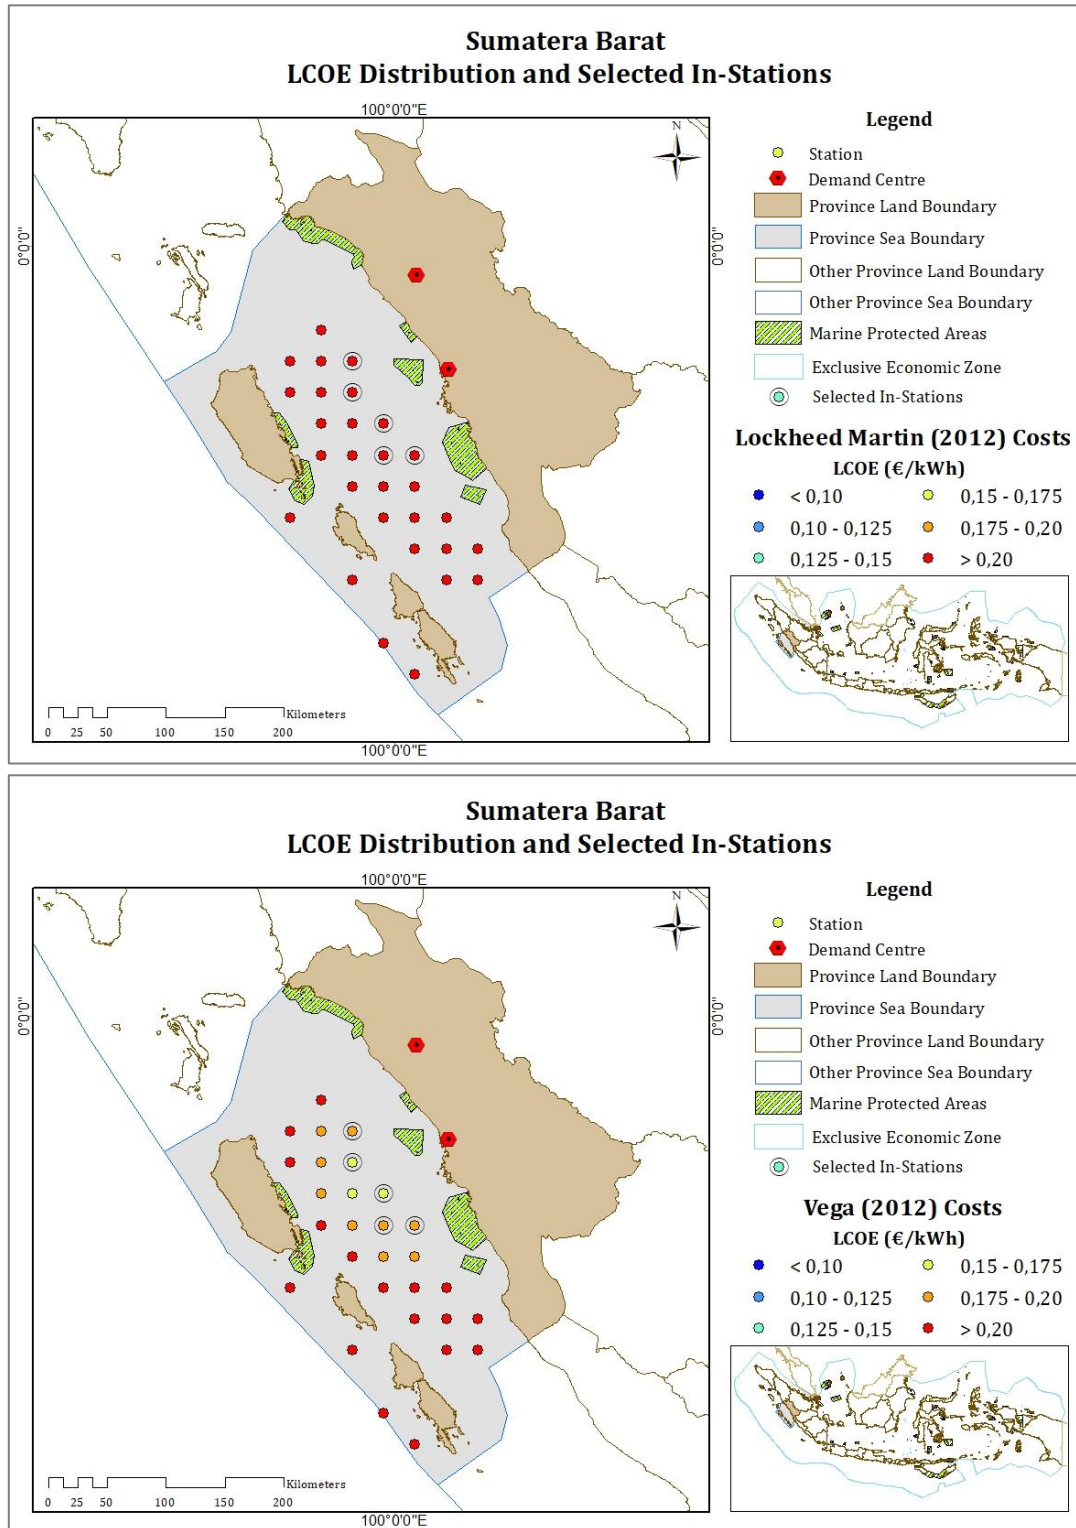 Sumatera Barat
LCOE Distribution and Selected In-Stations
100°0'0"E
N
0°0'0"
0°0'0"
0 25 50 100 150 200
Kilometers
100°0'0"E
Legend
Station
Demand Centre
Province Land Boundary
Province Sea Boundary
Other Province Land Boundary
Other Province Sea Boundary
Marine Protected Areas
Exclusive Economic Zone
Selected In-Stations
Lockheed Martin (2012) Costs
LCOE (€/kWh)
< 0,10 0,15 - 0,175
0,10 - 0,125 0,175 - 0,20
0,125 - 0,15 > 0,20
Sumatera Barat
LCOE Distribution and Selected In-Stations
100°0'0"E
N
0°0'0"
0°0'0"
0 25 50 100 150 200
Kilometers
100°0'0"E
Legend
Station
Demand Centre
Province Land Boundary
Province Sea Boundary
Other Province Land Boundary
Other Province Sea Boundary
Marine Protected Areas
Exclusive Economic Zone
Selected In-Stations
Vega (2012) Costs
LCOE (€/kWh)
< 0,10 0,15 - 0,175
0,10 - 0,125 0,175 - 0,20
0,125 - 0,15 > 0,20